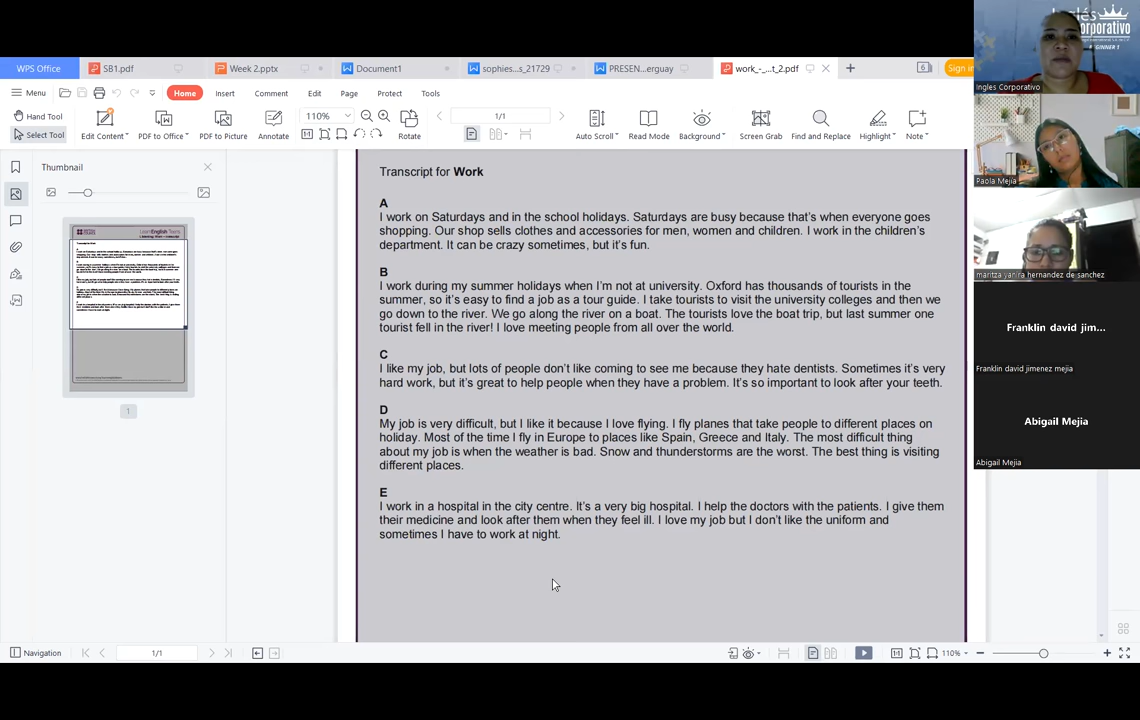 Inglés
Corporativo
BEGINNER 1
WPS Office
SB1.pdf
Week 2.pptx
Document1
sophies...s_21729
PRESEN...erguay
work_-_...t_2.pdf
6
Sign in
Menu
Home
Insert
Comment
Edit
Page
Protect
Tools
Hand Tool
Select Tool
Edit Content
PDF to Office
PDF to Picture
Annotate
110%
Rotate
1/1
Auto Scroll
Read Mode
Background
Screen Grab
Find and Replace
Highlight
Note
Ingles Corporativo
Paola Mejía
maritza yanira hernandez de sanchez
Franklin david jim...
Franklin david jimenez mejia
Abigail Mejia
Abigail Mejia
Thumbnail
1
Transcript for Work
A
I work on Saturdays and in the school holidays. Saturdays are busy because that's when everyone goes
shopping. Our shop sells clothes and accessories for men, women and children. I work in the children's
department. It can be crazy sometimes, but it's fun.
B
I work during my summer holidays when I'm not at university. Oxford has thousands of tourists in the
summer, so it's easy to find a job as a tour guide. I take tourists to visit the university colleges and then we
go down to the river. We go along the river on a boat. The tourists love the boat trip, but last summer one
tourist fell in the river! I love meeting people from all over the world.
C
I like my job, but lots of people don't like coming to see me because they hate dentists. Sometimes it's very
hard work, but it's great to help people when they have a problem. It's so important to look after your teeth.
D
My job is very difficult, but I like it because I love flying. I fly planes that take people to different places on
holiday. Most of the time I fly in Europe to places like Spain, Greece and Italy. The most difficult thing
about my job is when the weather is bad. Snow and thunderstorms are the worst. The best thing is visiting
different places.
E
I work in a hospital in the city centre. It's a very big hospital. I help the doctors with the patients. I give them
their medicine and look after them when they feel ill. I love my job but I don't like the uniform and
sometimes I have to work at night.
Navigation
1/1
110%